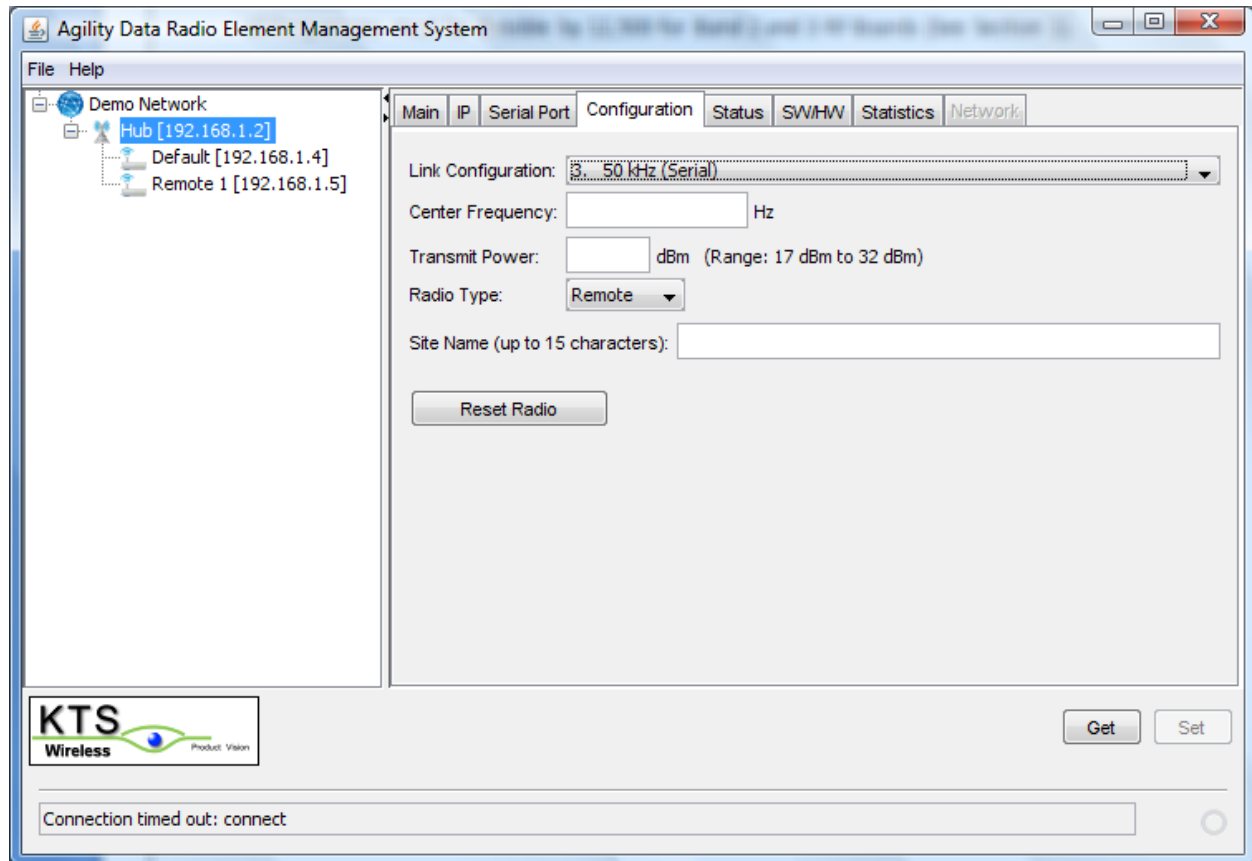 Agility Data Radio Element Management System
File Help
Demo Network
Hub [192.168.1.2]
Default [192.168.1.4]
Remote 1 [192.168.1.5]
Main IP Serial Port Configuration Status SW/HW Statistics Network
Link Configuration: 3. 50 kHz (Serial)
Center Frequency: Hz
Transmit Power: dBm (Range: 17 dBm to 32 dBm)
Radio Type: Remote
Site Name (up to 15 characters):
Reset Radio
KTS
Wireless Product Vision
Get Set
Connection timed out: connect